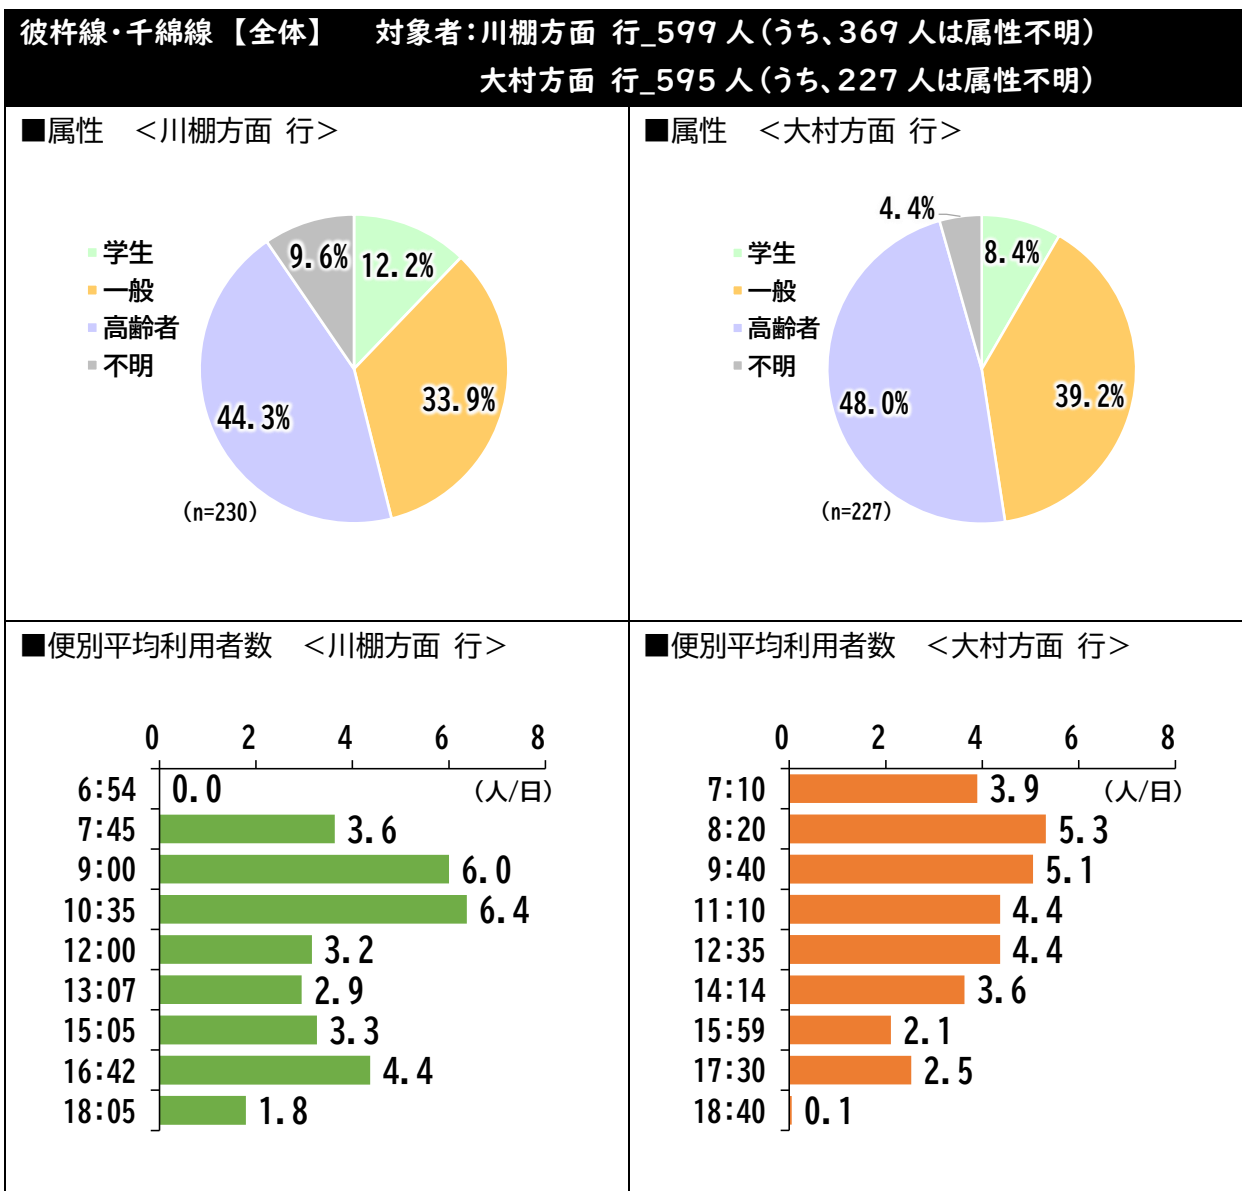 彼杵線・千綿線 【全体】 対象者：川棚方面 行_599 人（うち、369 人は属性不明）
大村方面 行_595 人（うち、227 人は属性不明）
■属性 ＜川棚方面 行＞
学生
一般
高齢者
不明
9.6%
12.2%
33.9%
44.3%
（n=230）
■属性 ＜大村方面 行＞
学生
一般
高齢者
不明
4.4%
8.4%
39.2%
48.0%
（n=227）
■便別平均利用者数 ＜川棚方面 行＞
0 2 4 6 8
（人/日）
6:54 0.0
7:45 3.6
9:00 6.0
10:35 6.4
12:00 3.2
13:07 2.9
15:05 3.3
16:42 4.4
18:05 1.8
■便別平均利用者数 ＜大村方面 行＞
0 2 4 6 8
（人/日）
7:10 3.9
8:20 5.3
9:40 5.1
11:10 4.4
12:35 4.4
14:14 3.6
15:59 2.1
17:30 2.5
18:40 0.1